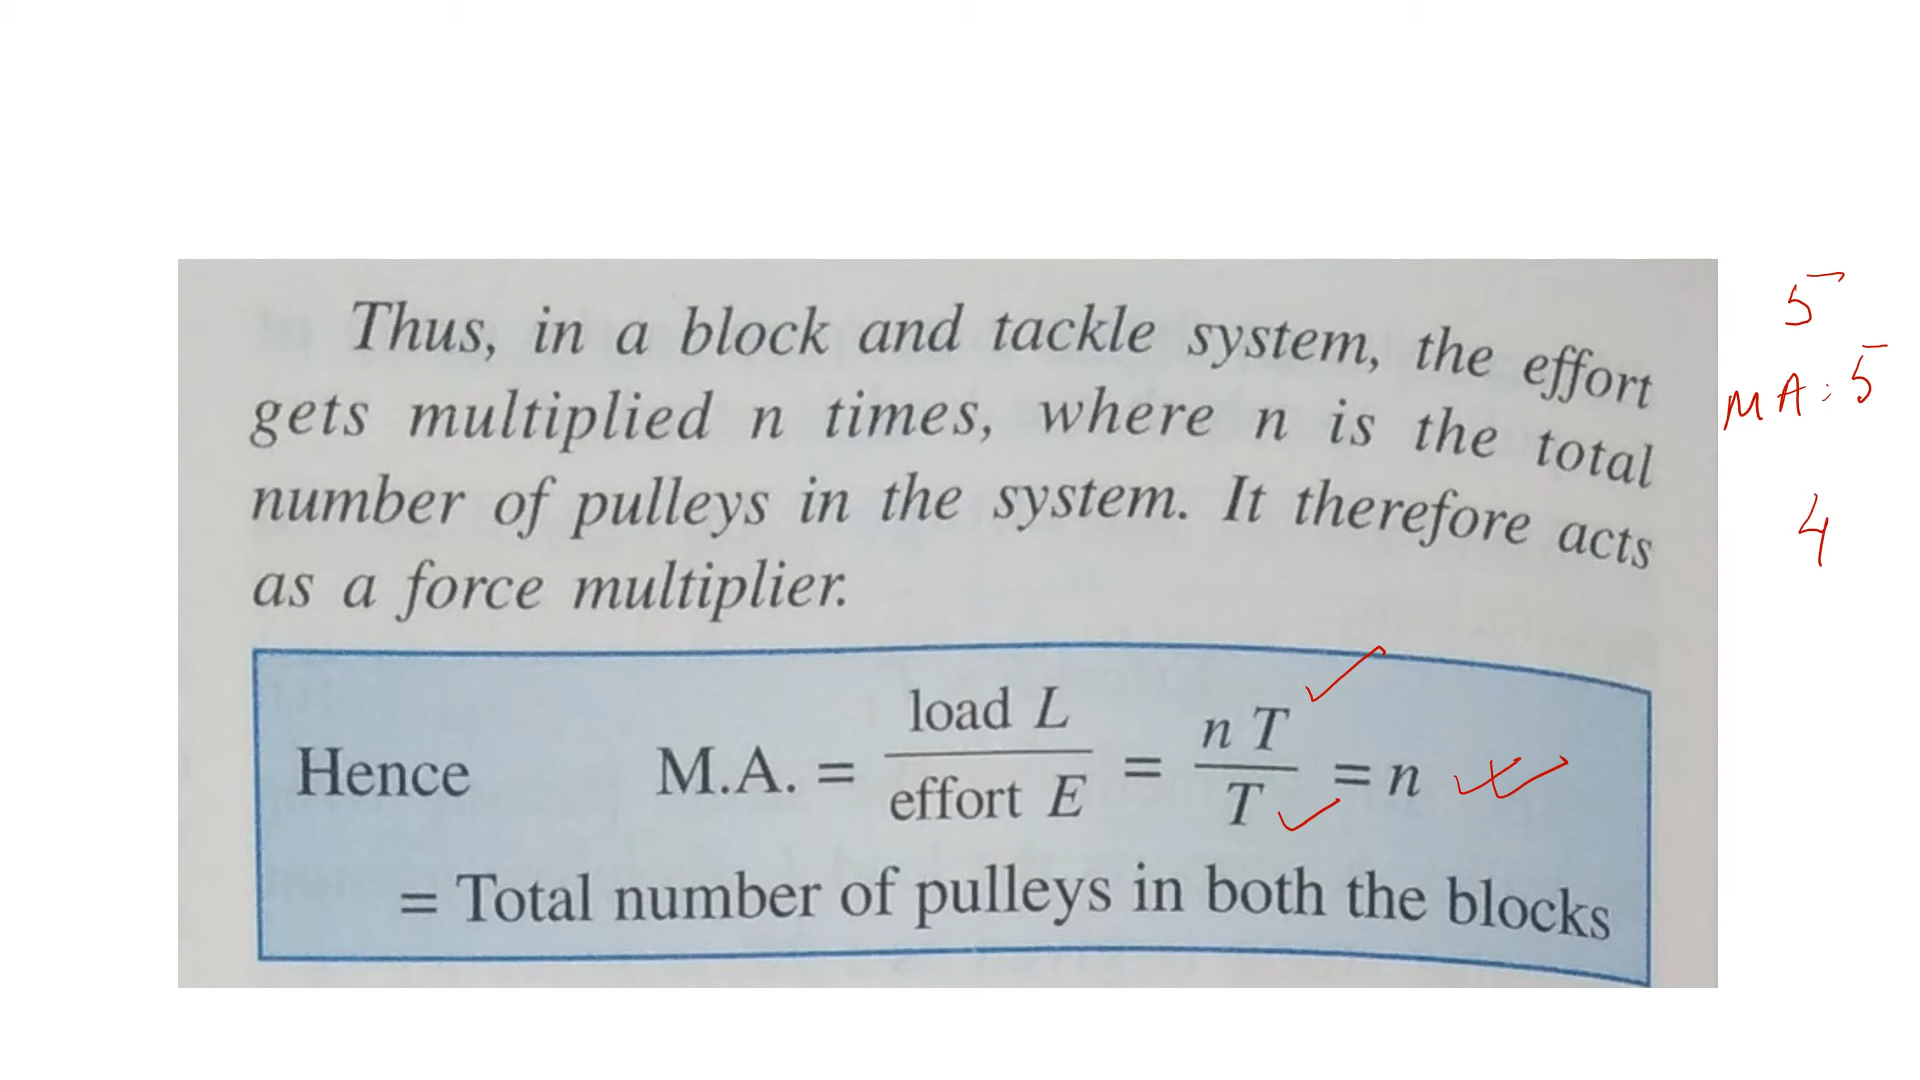 Thus, in a block and tackle system, the effort
gets multiplied n times, where n is the total
number of pulleys in the system. It therefore acts
as a force multiplier.
Hence M.A. = load L / effort E = n T / T = n
= Total number of pulleys in both the blocks
5
MA: 5
4